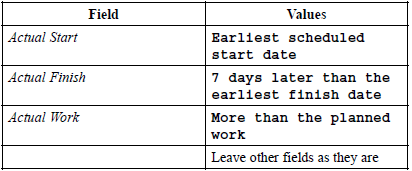 Field Values
Actual Start Earliest scheduled
start date
Actual Finish 7 days later than the
earliest finish date
Actual Work More than the planned
work
Leave other fields as they are